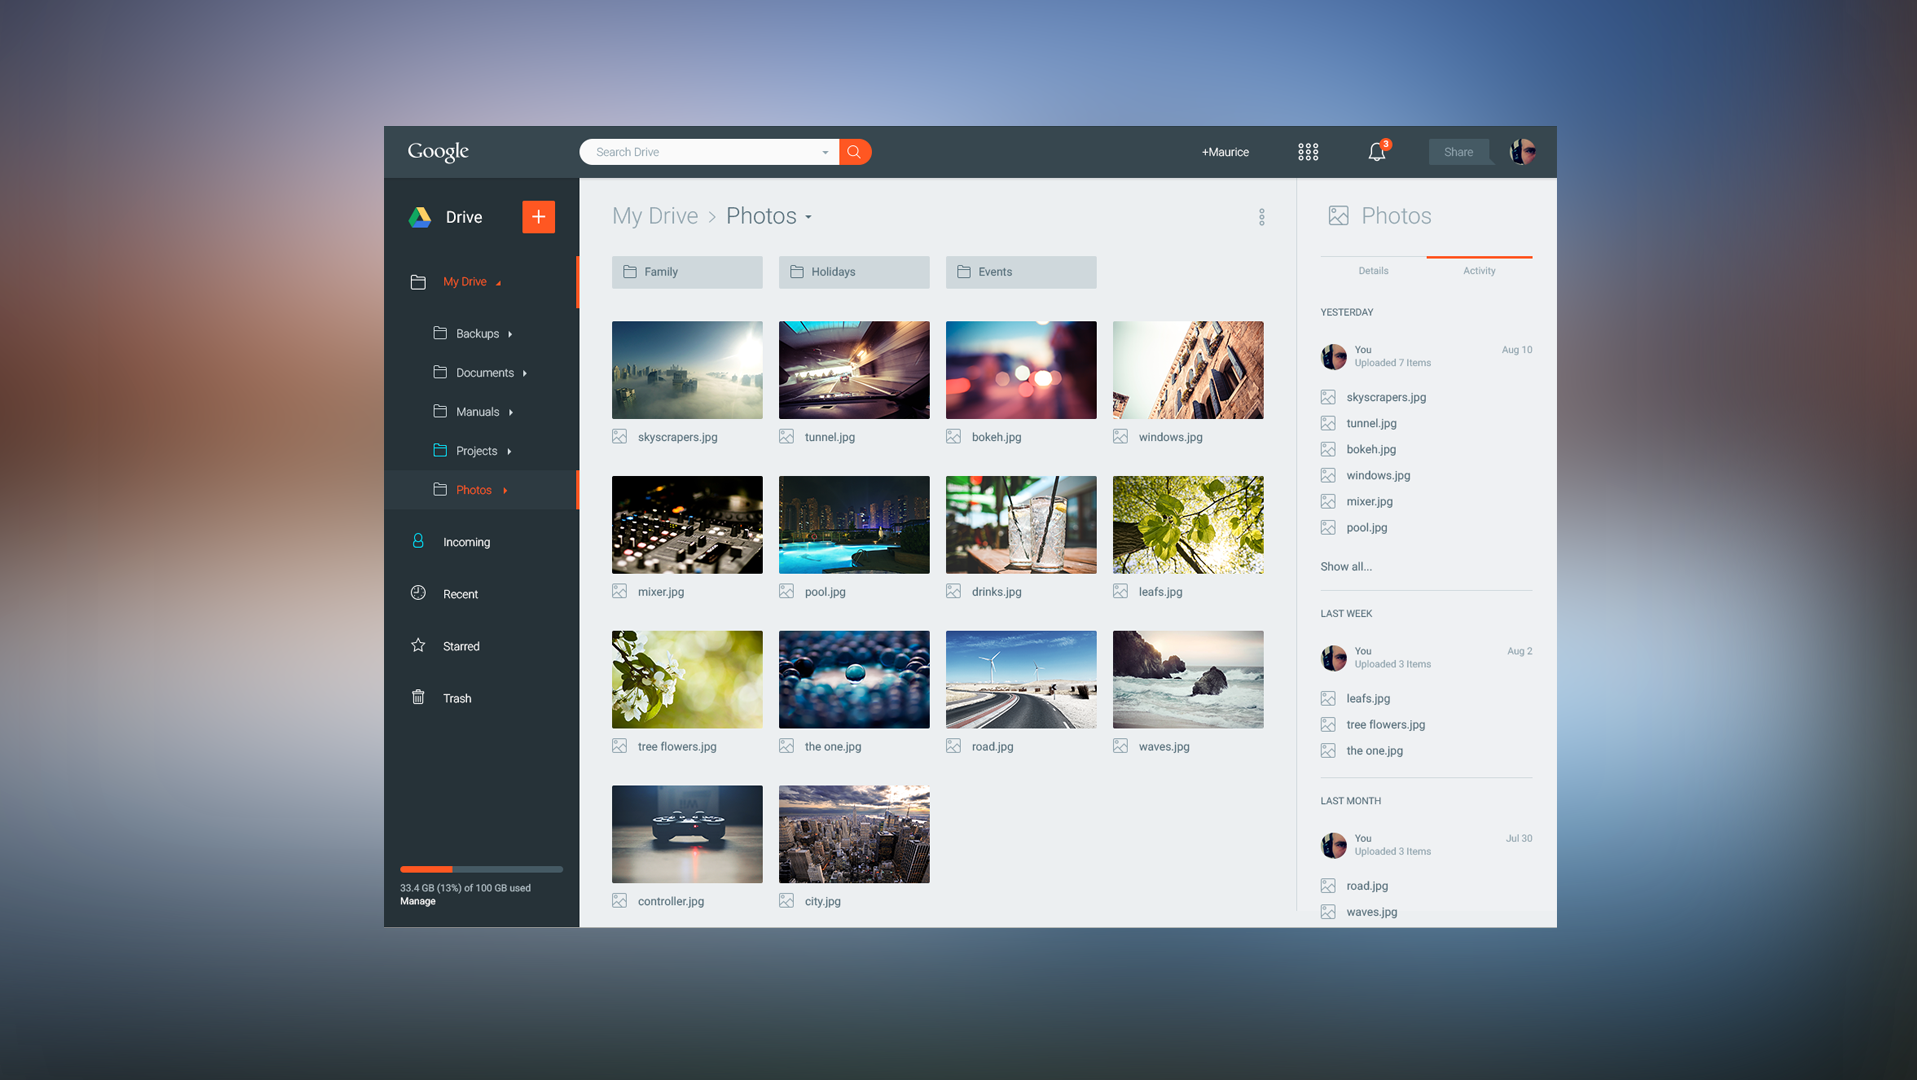 Google
Search Drive
+Maurice
3
Share
Drive
+
My Drive
Backups
Documents
Manuals
Projects
Photos
Incoming
Recent
Starred
Trash
33.4 GB (13%) of 100 GB used
Manage
My Drive > Photos
Family Holidays Events
skyscrapers.jpg tunnel.jpg bokeh.jpg windows.jpg
mixer.jpg pool.jpg drinks.jpg leafs.jpg
tree flowers.jpg the one.jpg road.jpg waves.jpg
controller.jpg city.jpg
Photos
Details Activity
YESTERDAY
You Aug 10
Uploaded 7 Items
skyscrapers.jpg
tunnel.jpg
bokeh.jpg
windows.jpg
mixer.jpg
pool.jpg
Show all...
LAST WEEK
You Aug 2
Uploaded 3 Items
leafs.jpg
tree flowers.jpg
the one.jpg
LAST MONTH
You Jul 30
Uploaded 3 Items
road.jpg
waves.jpg